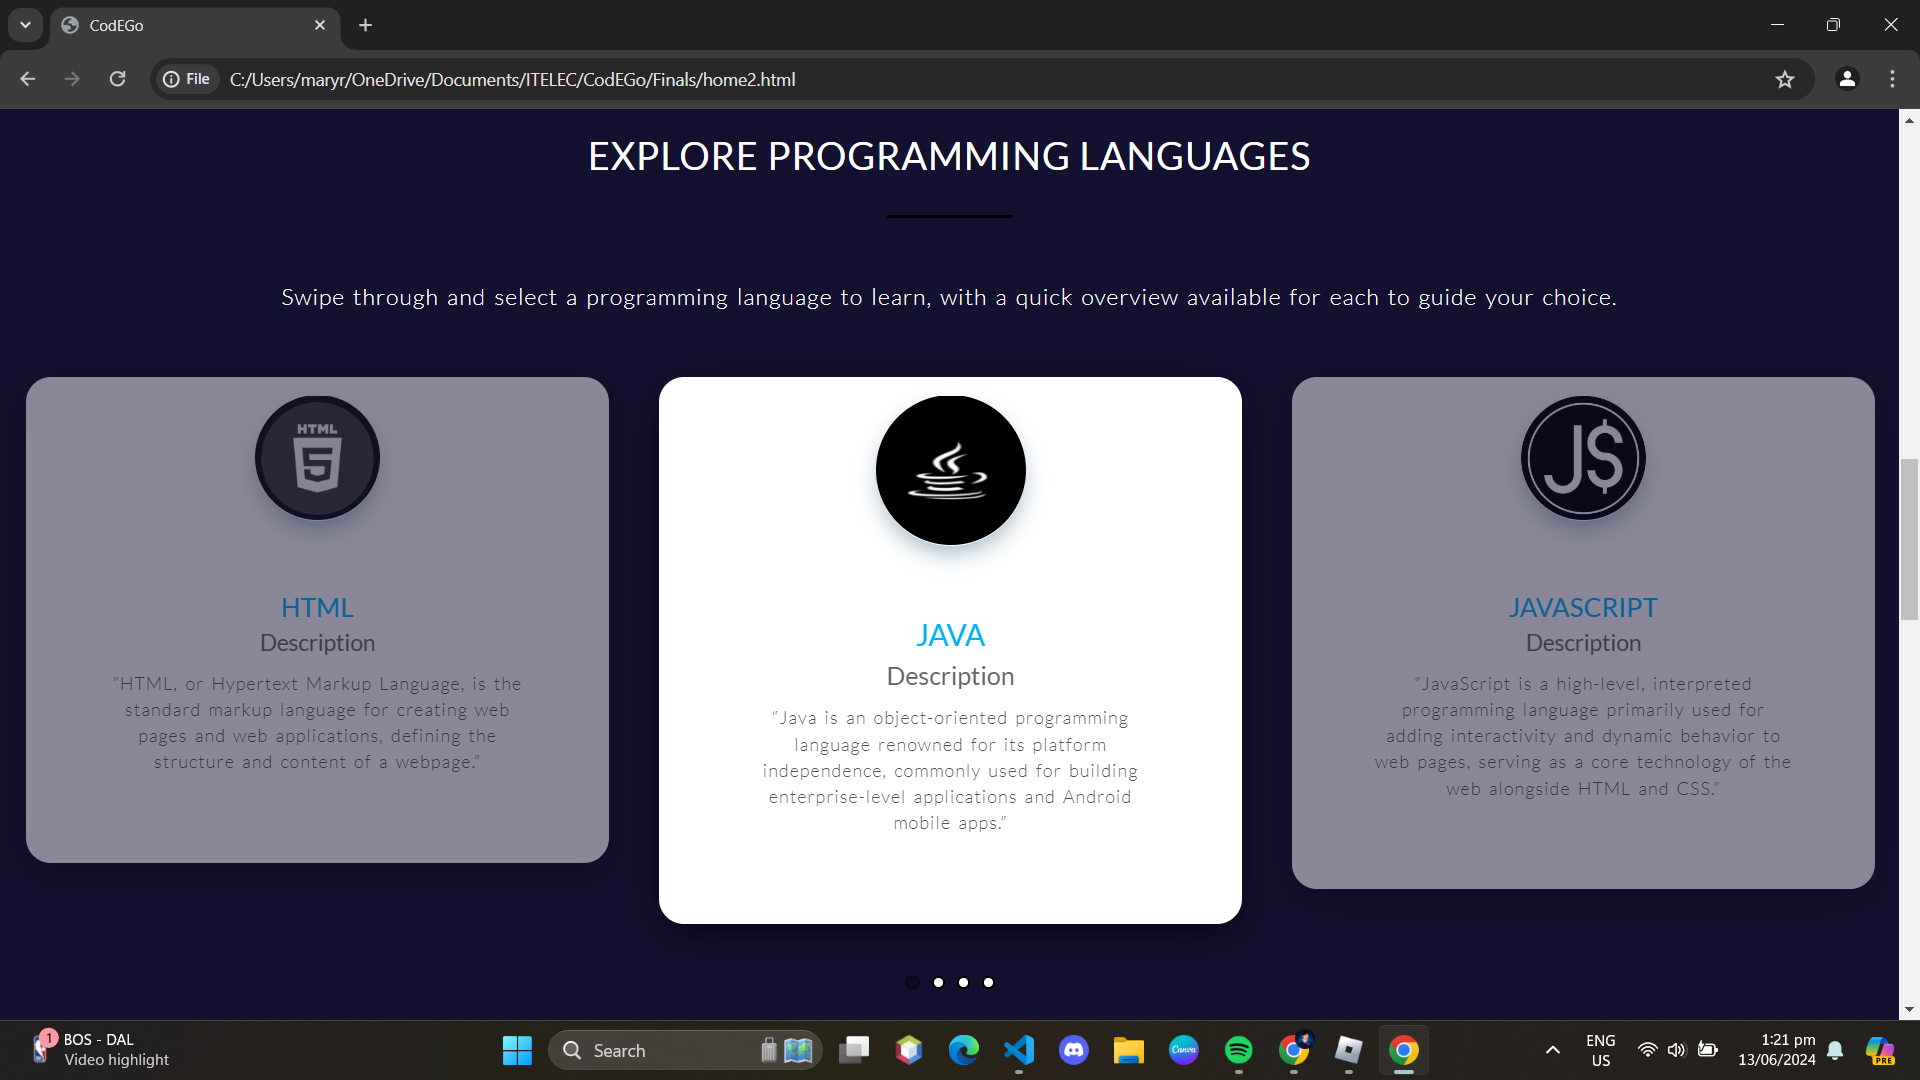 CodEGo
File
C:/Users/maryr/OneDrive/Documents/ITELEC/CodEGo/Finals/home2.html
EXPLORE PROGRAMMING LANGUAGES
Swipe through and select a programming language to learn, with a quick overview available for each to guide your choice.
HTML
5
HTML
Description
“HTML, or Hypertext Markup Language, is the
standard markup language for creating web
pages and web applications, defining the
structure and content of a webpage.”
JAVA
Description
“Java is an object-oriented programming
language renowned for its platform
independence, commonly used for building
enterprise-level applications and Android
mobile apps.”
J$
JAVASCRIPT
Description
“JavaScript is a high-level, interpreted
programming language primarily used for
adding interactivity and dynamic behavior to
web pages, serving as a core technology of the
web alongside HTML and CSS.”
1
BOS - DAL
Video highlight
Search
Canva
ENG
US
1:21 pm
13/06/2024
PRE